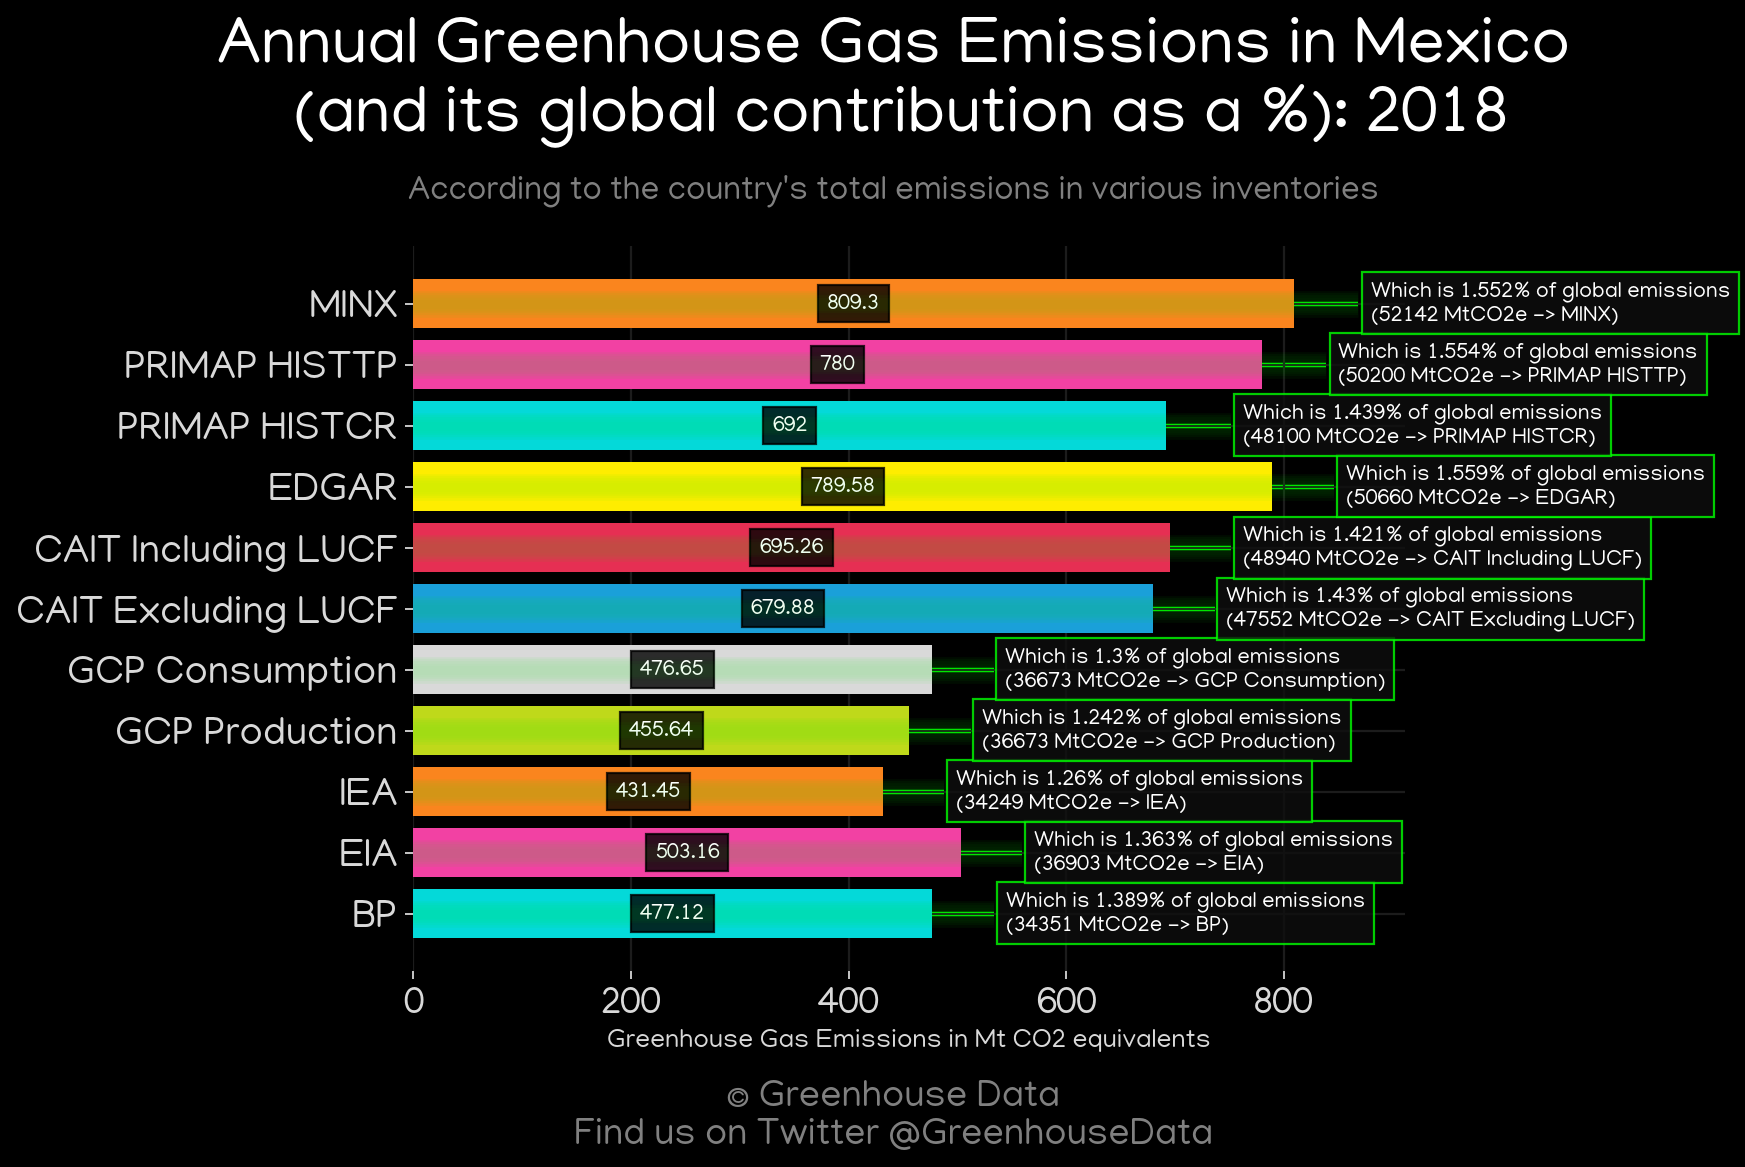 Annual Greenhouse Gas Emissions in Mexico
(and its global contribution as a %): 2018
According to the country's total emissions in various inventories
MINX
809.3
Which is 1.552% of global emissions
(52142 MtCO2e -> MINX)
PRIMAP HISTTP
780
Which is 1.554% of global emissions
(50200 MtCO2e -> PRIMAP HISTTP)
PRIMAP HISTCR
692
Which is 1.439% of global emissions
(48100 MtCO2e -> PRIMAP HISTCR)
EDGAR
789.58
Which is 1.559% of global emissions
(50660 MtCO2e -> EDGAR)
CAIT Including LUCF
695.26
Which is 1.421% of global emissions
(48940 MtCO2e -> CAIT Including LUCF)
CAIT Excluding LUCF
679.88
Which is 1.43% of global emissions
(47552 MtCO2e -> CAIT Excluding LUCF)
GCP Consumption
476.65
Which is 1.3% of global emissions
(36673 MtCO2e -> GCP Consumption)
GCP Production
455.64
Which is 1.242% of global emissions
(36673 MtCO2e -> GCP Production)
IEA
431.45
Which is 1.26% of global emissions
(34249 MtCO2e -> IEA)
EIA
503.16
Which is 1.363% of global emissions
(36903 MtCO2e -> EIA)
BP
477.12
Which is 1.389% of global emissions
(34351 MtCO2e -> BP)
0 200 400 600 800
Greenhouse Gas Emissions in Mt CO2 equivalents
© Greenhouse Data
Find us on Twitter @GreenhouseData